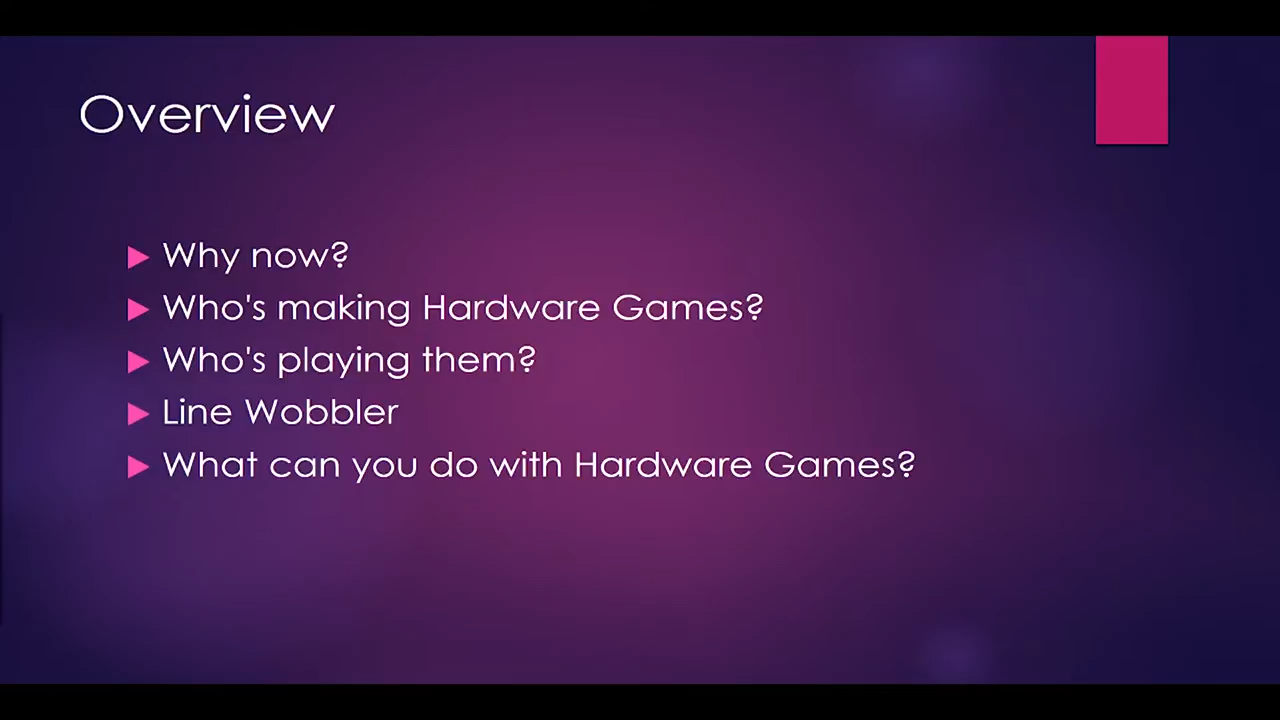 Overview
Why now?
Who's making Hardware Games?
Who's playing them?
Line Wobbler
What can you do with Hardware Games?